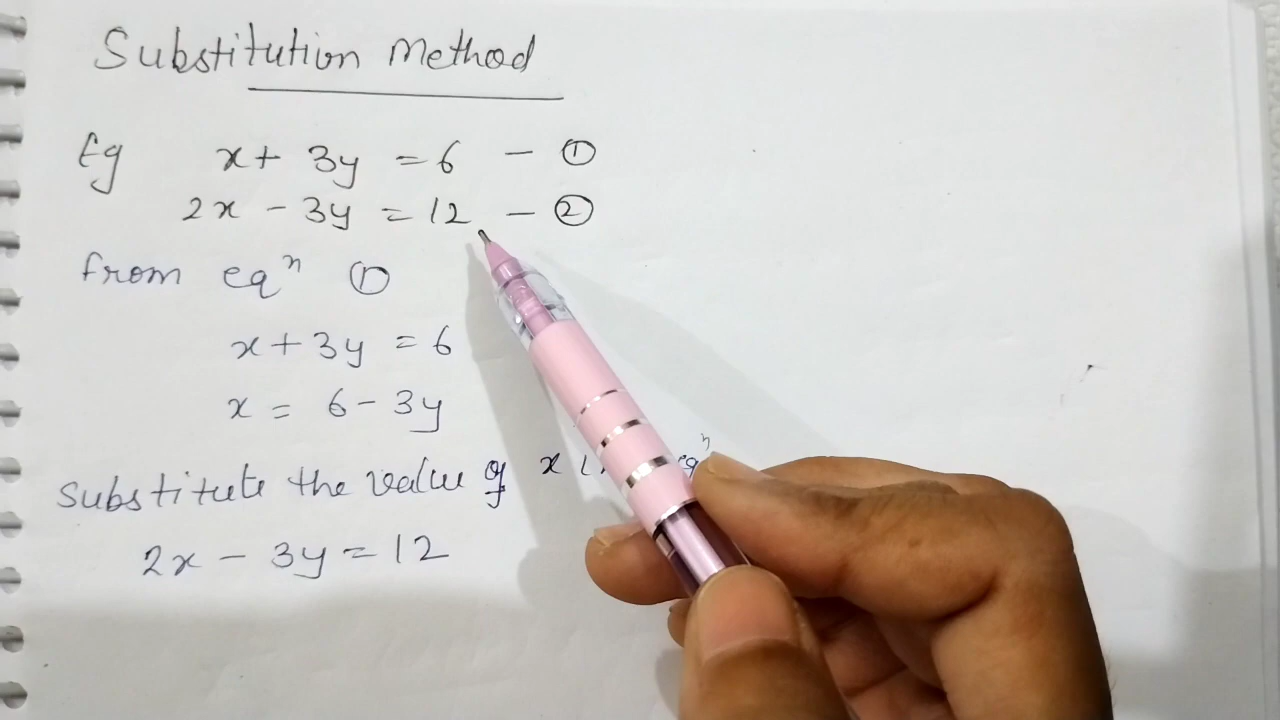 Substitution Method
Eg x + 3y = 6 - ①
2x - 3y = 12 - ②
from eqⁿ ①
x + 3y = 6
x = 6 - 3y
Substitute the value of x eqⁿ
2x - 3y = 12